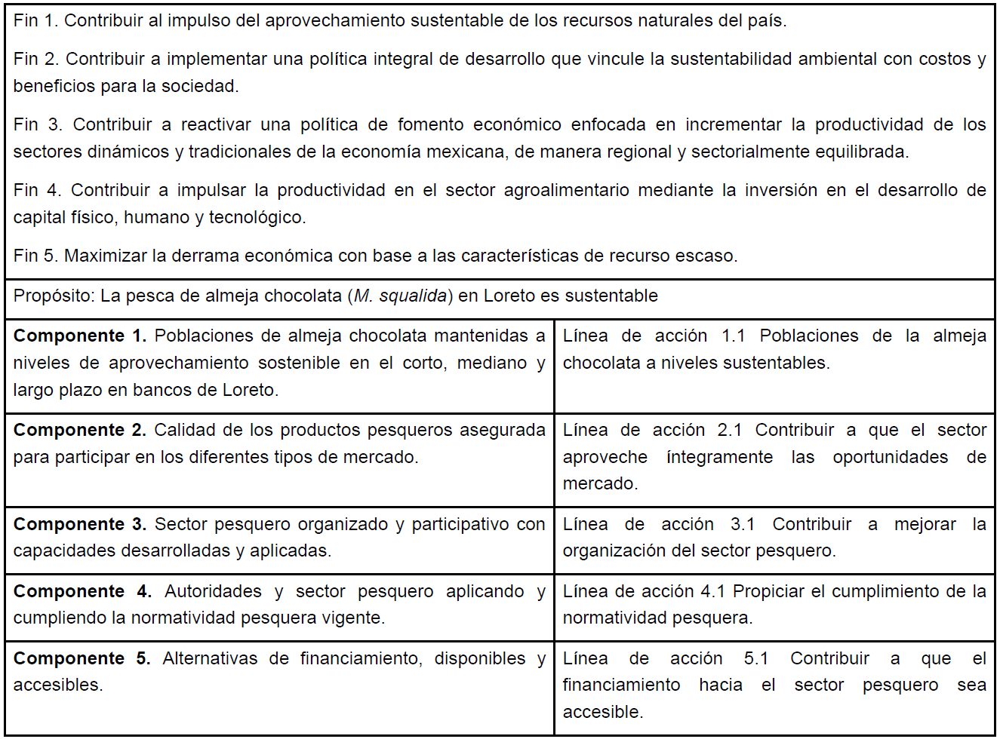 Fin 1. Contribuir al impulso del aprovechamiento sustentable de los recursos naturales del país.
Fin 2. Contribuir a implementar una política integral de desarrollo que vincule la sustentabilidad ambiental con costos y
beneficios para la sociedad.
Fin 3. Contribuir a reactivar una política de fomento económico enfocada en incrementar la productividad de los
sectores dinámicos y tradicionales de la economía mexicana, de manera regional y sectorialmente equilibrada.
Fin 4. Contribuir a impulsar la productividad en el sector agroalimentario mediante la inversión en el desarrollo de
capital físico, humano y tecnológico.
Fin 5. Maximizar la derrama económica con base a las características de recurso escaso.
Propósito: La pesca de almeja chocolata (M. squalida) en Loreto es sustentable
Componente 1. Poblaciones de almeja chocolata mantenidas a
niveles de aprovechamiento sostenible en el corto, mediano y
largo plazo en bancos de Loreto.
Línea de acción 1.1 Poblaciones de la almeja
chocolata a niveles sustentables.
Componente 2. Calidad de los productos pesqueros asegurada
para participar en los diferentes tipos de mercado.
Línea de acción 2.1 Contribuir a que el sector
aproveche íntegramente las oportunidades de
mercado.
Componente 3. Sector pesquero organizado y participativo con
capacidades desarrolladas y aplicadas.
Línea de acción 3.1 Contribuir a mejorar la
organización del sector pesquero.
Componente 4. Autoridades y sector pesquero aplicando y
cumpliendo la normatividad pesquera vigente.
Línea de acción 4.1 Propiciar el cumplimiento de la
normatividad pesquera.
Componente 5. Alternativas de financiamiento, disponibles y
accesibles.
Línea de acción 5.1 Contribuir a que el
financiamiento hacia el sector pesquero sea
accesible.